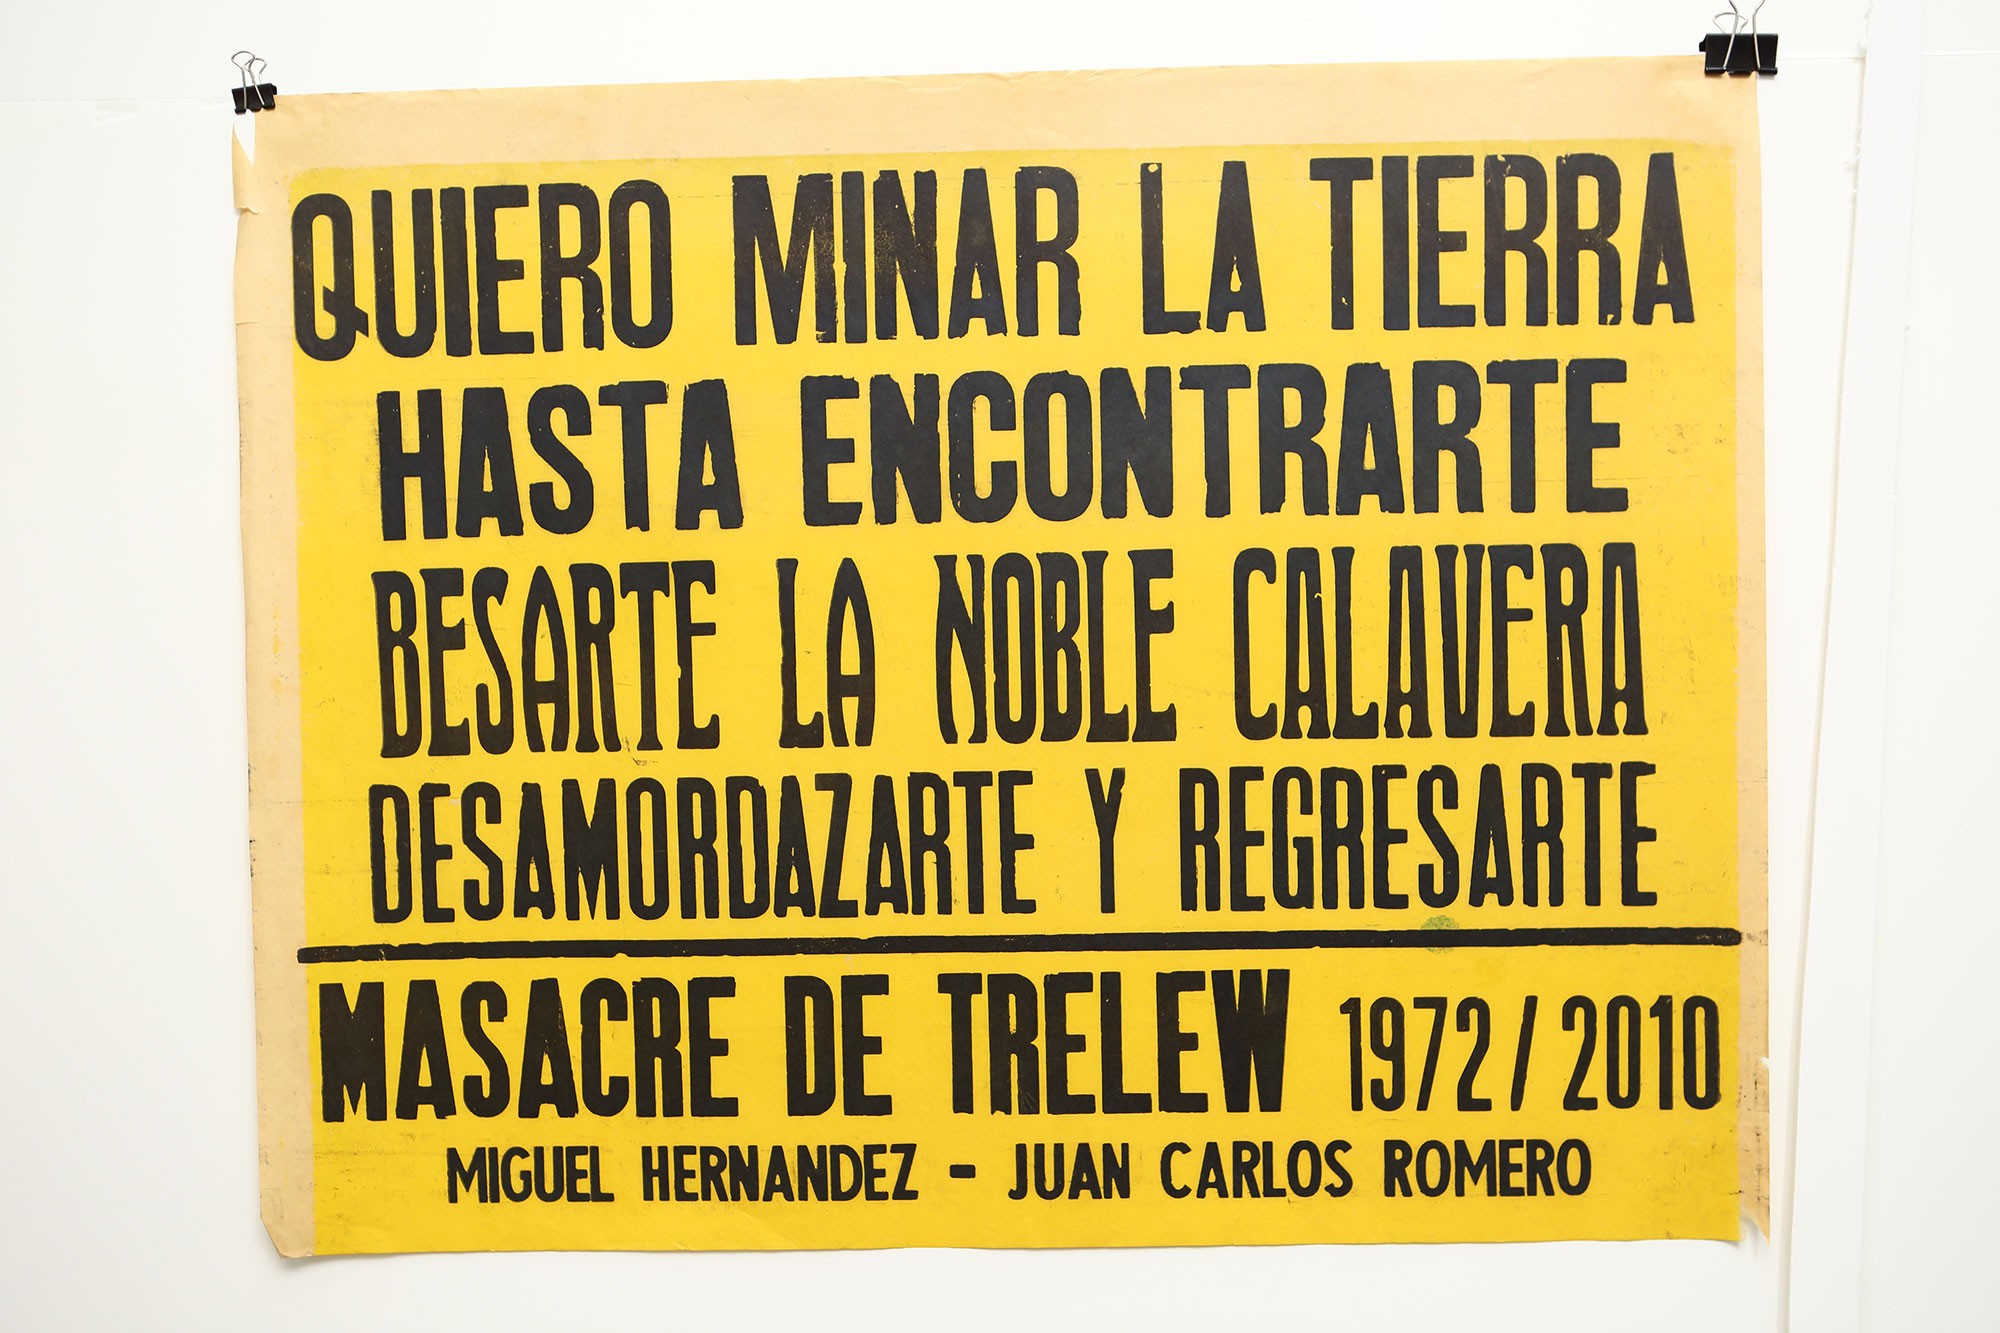 QUIERO MINAR LA TIERRA
HASTA ENCONTRARTE
BESARTE LA NOBLE CALAVERA
DESAMORDAZARTE Y REGRESARTE
MASACRE DE TRELEW 1972/2010
MIGUEL HERNANDEZ - JUAN CARLOS ROMERO